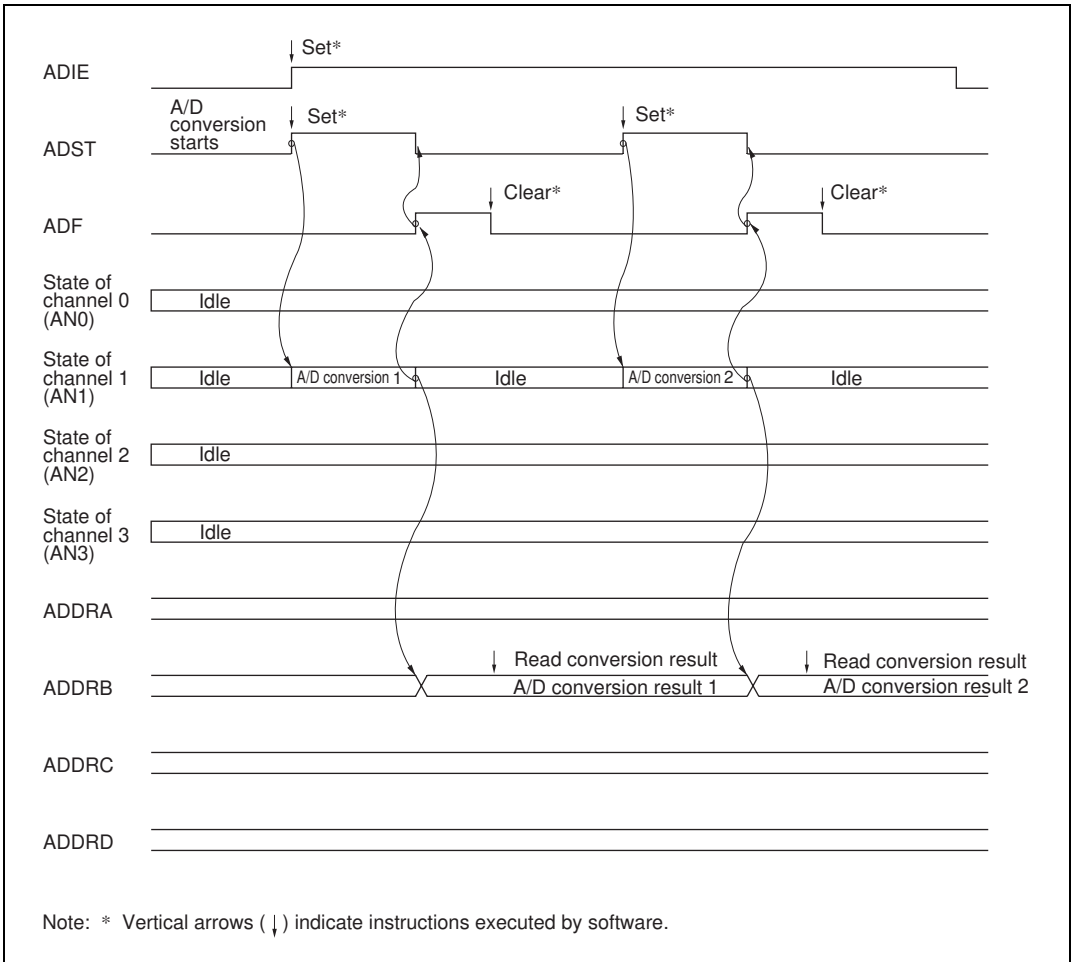 Set*
ADIE
A/D
conversion
starts
Set*
Set*
ADST
Clear*
Clear*
ADF
State of
channel 0
(AN0)
Idle
State of
channel 1
(AN1)
Idle
A/D conversion 1
Idle
A/D conversion 2
Idle
State of
channel 2
(AN2)
Idle
State of
channel 3
(AN3)
Idle
ADDRA
Read conversion result
Read conversion result
ADDRB
A/D conversion result 1
A/D conversion result 2
ADDRC
ADDRD
Note: * Vertical arrows (↓) indicate instructions executed by software.